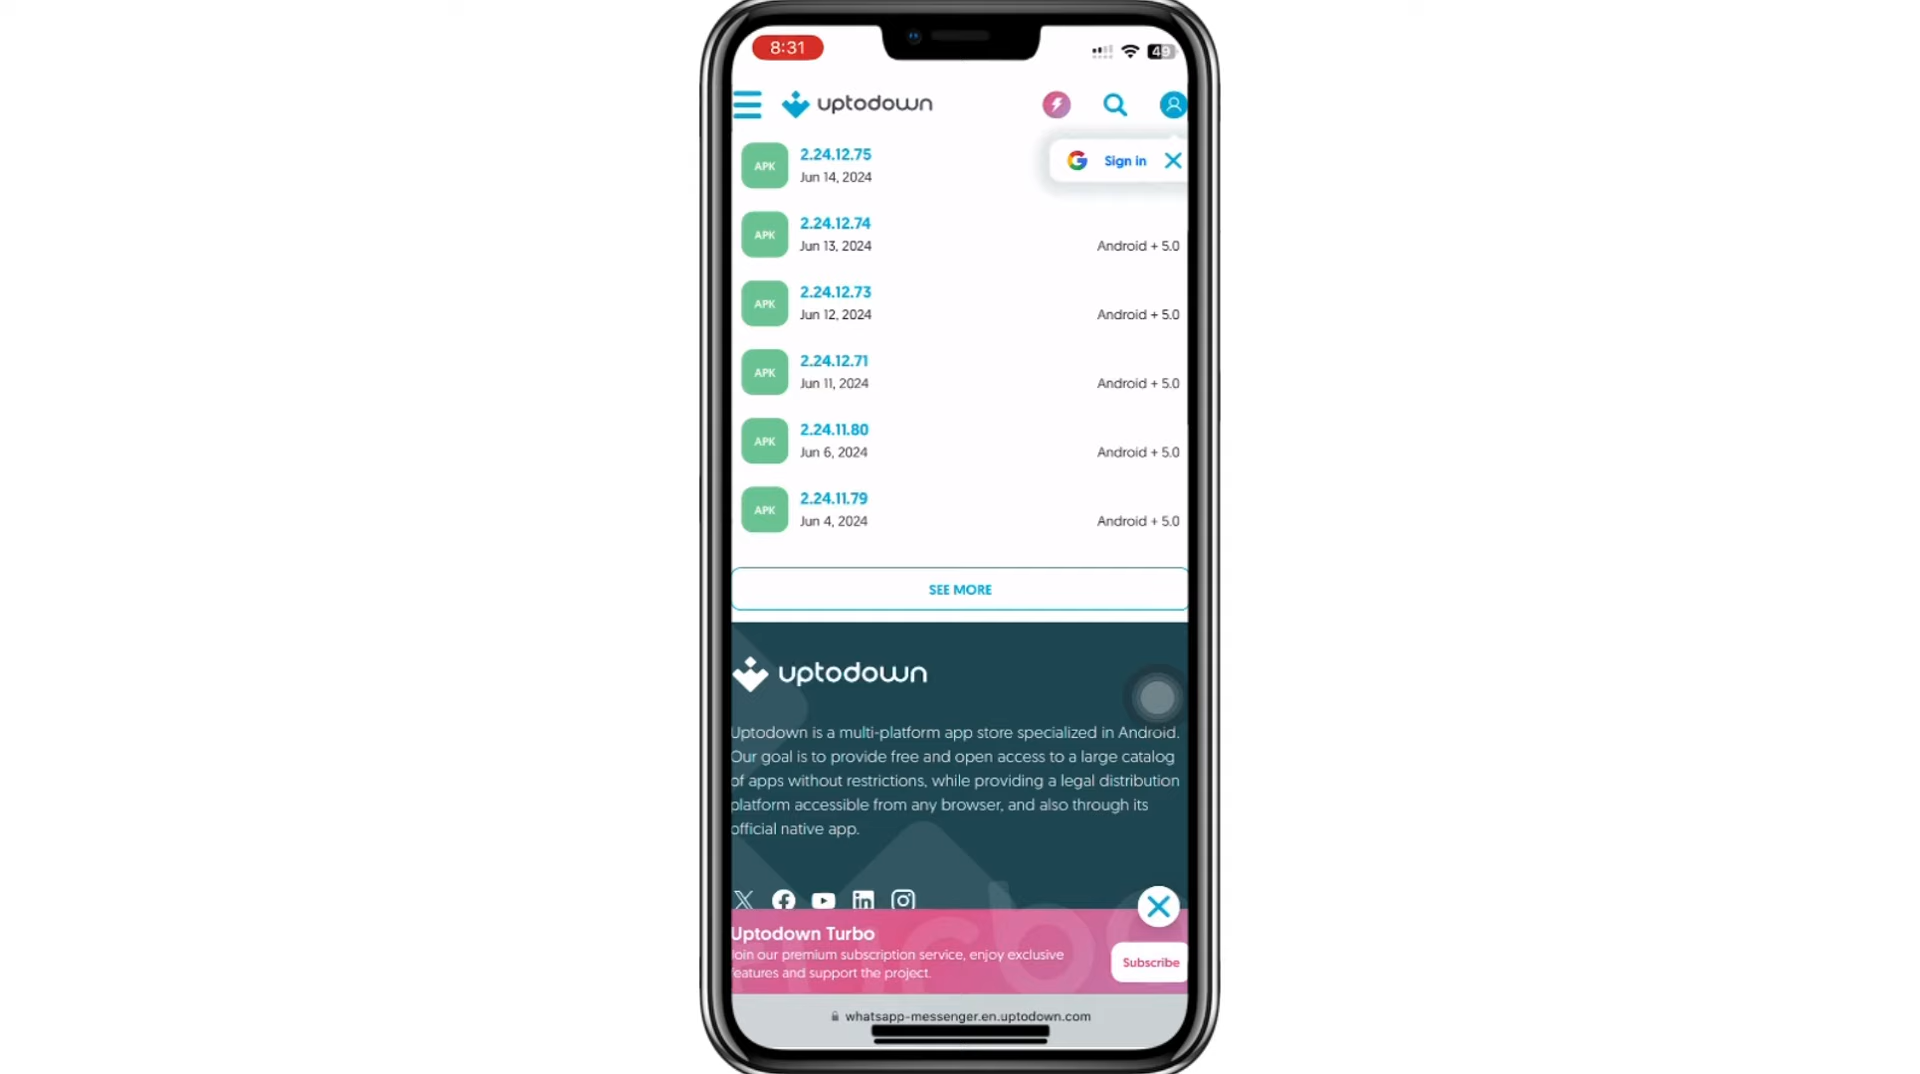 8:31
49
uptodown
2.24.12.75
APK
Jun 14, 2024
Sign in
2.24.12.74
APK
Jun 13, 2024
Android + 5.0
2.24.12.73
APK
Jun 12, 2024
Android + 5.0
2.24.12.71
APK
Jun 11, 2024
Android + 5.0
2.24.11.80
APK
Jun 6, 2024
Android + 5.0
2.24.11.79
APK
Jun 4, 2024
Android + 5.0
SEE MORE
uptodown
Uptodown is a multi-platform app store specialized in Android.
Our goal is to provide free and open access to a large catalog
of apps without restrictions, while providing a legal distribution
platform accessible from any browser, and also through its
official native app.
Uptodown Turbo
Join our premium subscription service, enjoy exclusive
features and support the project.
Subscribe
whatsapp-messenger.en.uptodown.com